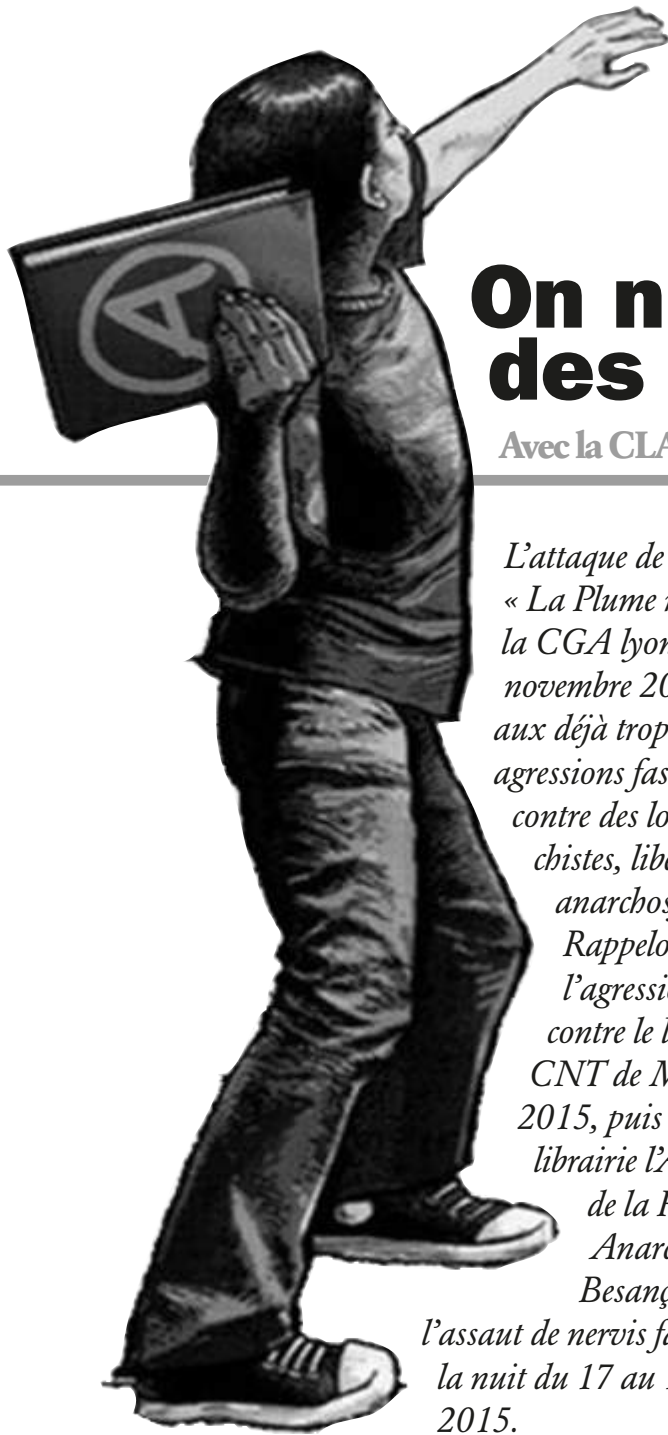 A
On n
des
Avec la CLA
L’attaque de
« La Plume
la CGA lyon
novembre 20
aux déjà trop
agressions fas
contre des lo
chistes, libe
anarchos
Rappelo
l’agressi
contre le l
CNT de M
2015, puis
librairie l’A
de la
Anarc
Besanç
l’assaut de nervis fa
la nuit du 17 au
2015.